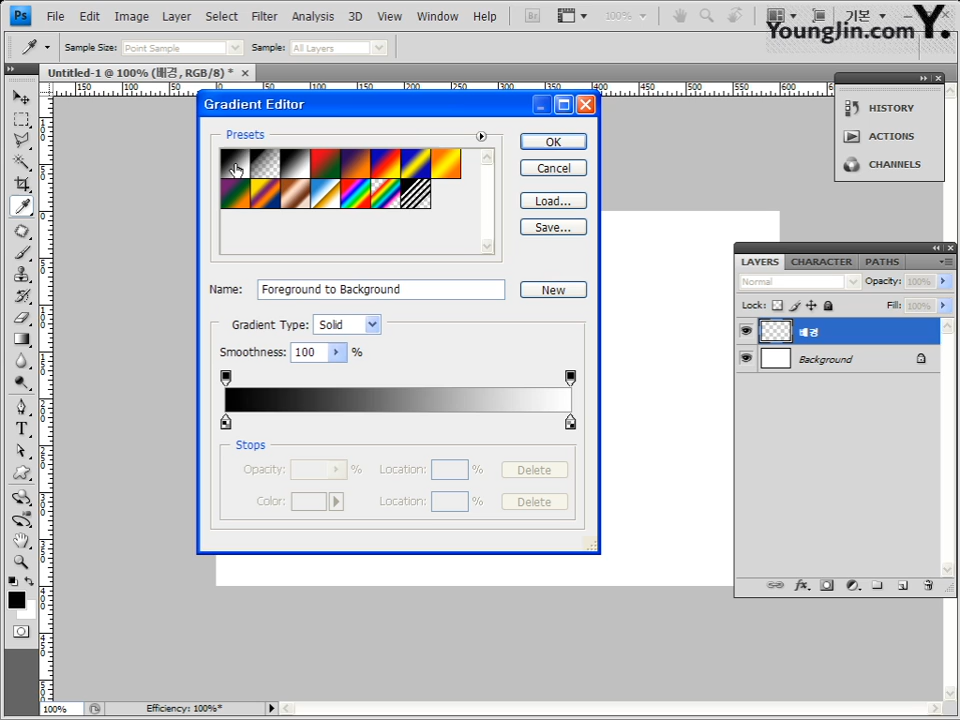 Ps File Edit Image Layer Select Filter Analysis 3D View Window Help Br 100% 기본
YoungJin.com Y.
Sample Size: Point Sample Sample: All Layers
Untitled-1 @ 100% (배경, RGB/8) *
Gradient Editor
Presets
OK
Cancel
Load...
Save...
Name: Foreground to Background
New
Gradient Type: Solid
Smoothness: 100 %
Stops
Opacity: % Location: % Delete
Color: Location: % Delete
HISTORY
ACTIONS
CHANNELS
LAYERS CHARACTER PATHS
Normal Opacity: 100%
Lock: Fill: 100%
배경
Background
fx
T
100% Efficiency: 100%*